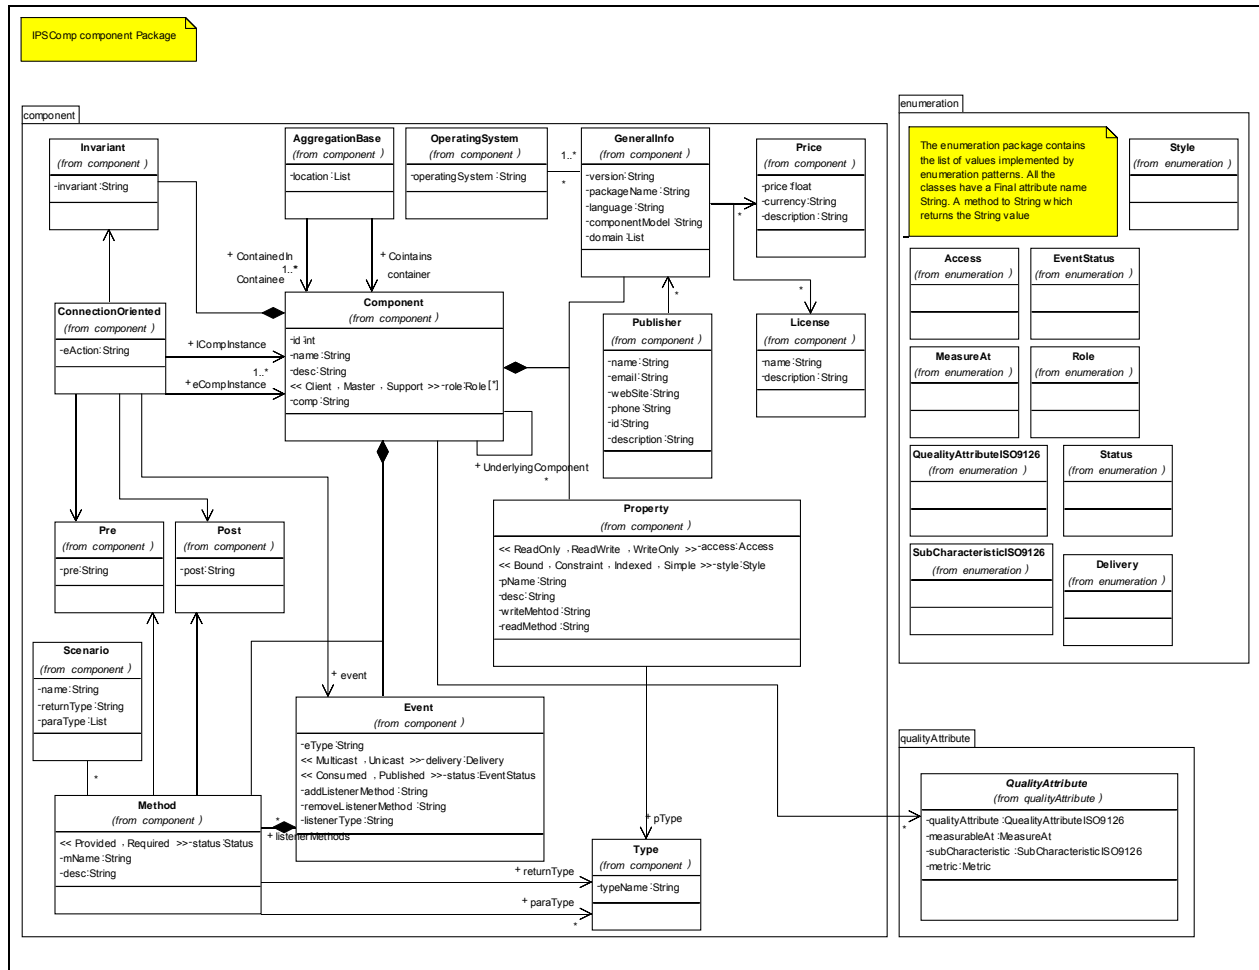 IPSComp component Package
component
Invariant
(from component )
-invariant:String
AggregationBase
(from component )
-location:List
OperatingSystem
(from component )
-operatingSystem:String
1..*
*
GeneralInfo
(from component )
-version:String
-packageName:String
-language:String
-componentModel:String
-domain:List
Price
(from component )
-price:float
-currency:String
-description:String
*
*
+ ContainedIn
1..*
Containee
+ Cointains
container
ConnectionOriented
(from component )
-eAction:String
+ ICompInstance
1..*
+ eCompInstance
Component
(from component )
-id:int
-name:String
-desc:String
<< Client , Master , Support >>-role:Role [*]
-comp:String
+ UnderlyingComponent
*
*
Publisher
(from component )
-name:String
-email:String
-webSite:String
-phone:String
-id:String
-description:String
License
(from component )
-name:String
-description:String
Pre
(from component )
-pre:String
Post
(from component )
-post:String
Property
(from component )
<< ReadOnly , ReadWrite , WriteOnly >>-access:Access
<< Bound , Constraint , Indexed , Simple >>-style:Style
-pName:String
-desc:String
-writeMehtod:String
-readMethod:String
Scenario
(from component )
-name:String
-returnType:String
-paraType:List
*
+ event
Event
(from component )
-eType:String
<< Multicast , Unicast >>-delivery:Delivery
<< Consumed , Published >>-status:EventStatus
-addListenerMethod:String
-removeListenerMethod:String
-listenerType:String
Method
(from component )
<< Provided , Required >>-status:Status
-mName:String
-desc:String
*
+ listenerMethods
+ pType
+ returnType
+ paraType
*
Type
(from component )
-typeName:String
enumeration
The enumeration package contains
the list of values implemented by
enumeration patterns. All the
classes have a Final attribute name
String. A method to String which
returns the String value
Style
(from enumeration )
Access
(from enumeration )
EventStatus
(from enumeration )
MeasureAt
(from enumeration )
Role
(from enumeration )
QuealityAttributeISO9126
(from enumeration )
Status
(from enumeration )
SubCharacteristicISO9126
(from enumeration )
Delivery
(from enumeration )
qualityAttribute
QualityAttribute
(from qualityAttribute )
-qualityAttribute:QuealityAttributeISO9126
-measurableAt:MeasureAt
-subCharacteristic:SubCharacteristicISO9126
-metric:Metric
*